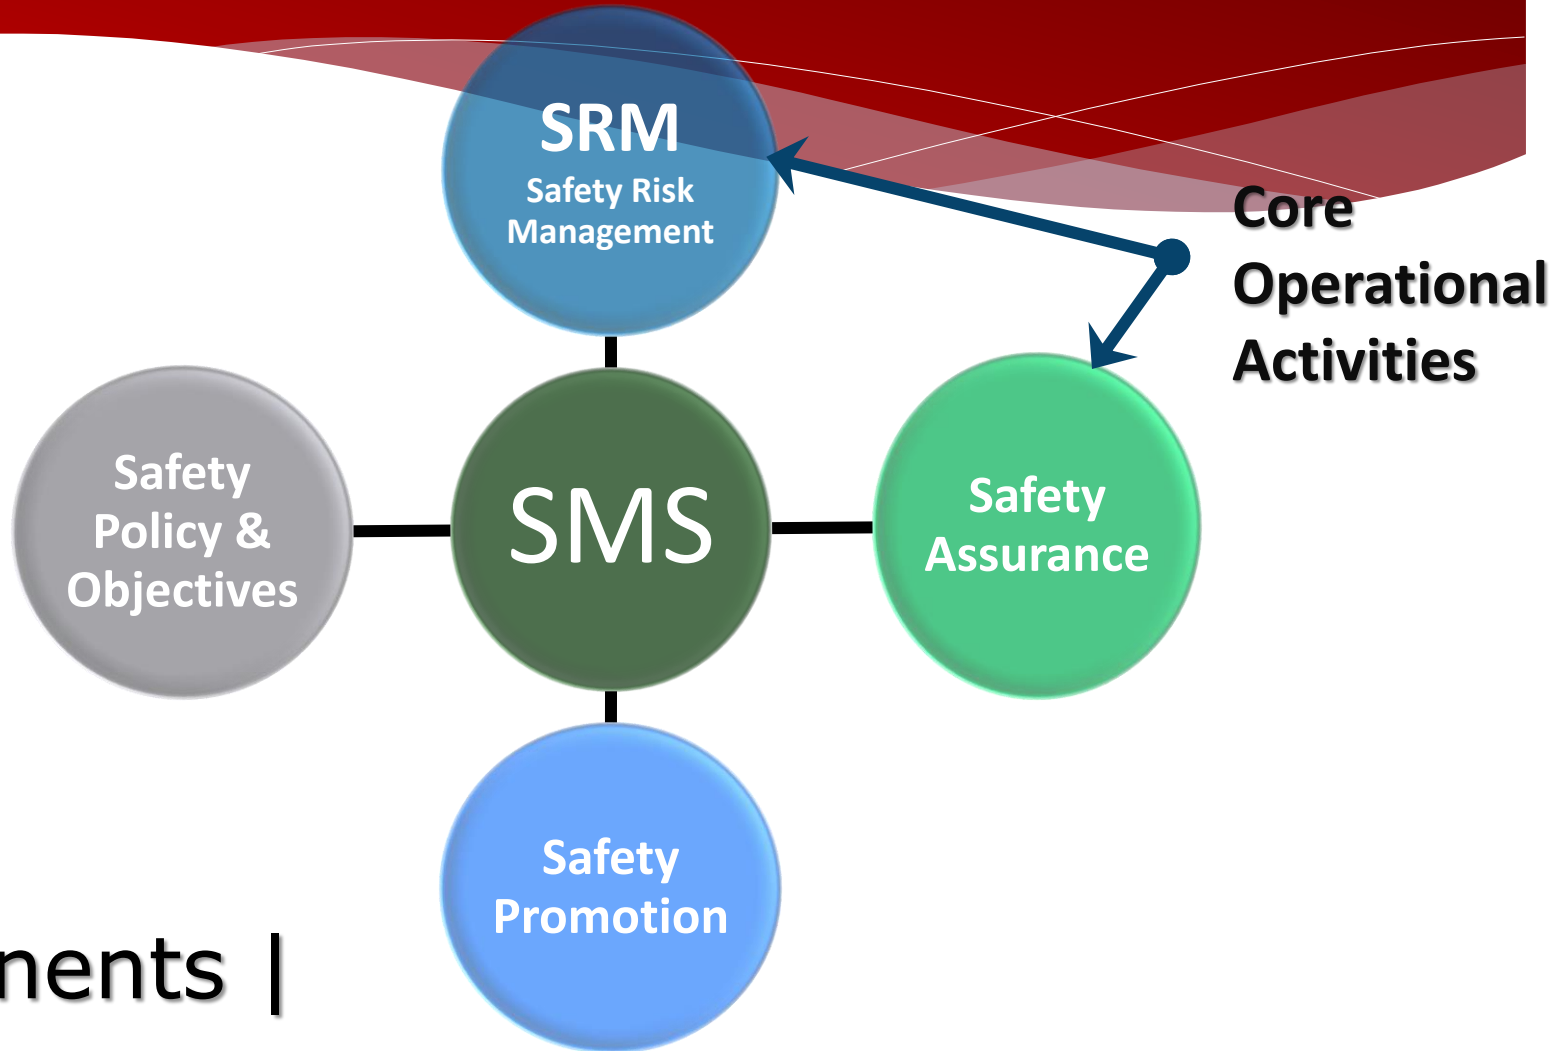 SRM
Safety Risk
Management
Core
Operational
Activities
Safety
Policy &
Objectives
SMS
Safety
Assurance
Safety
Promotion
nents |